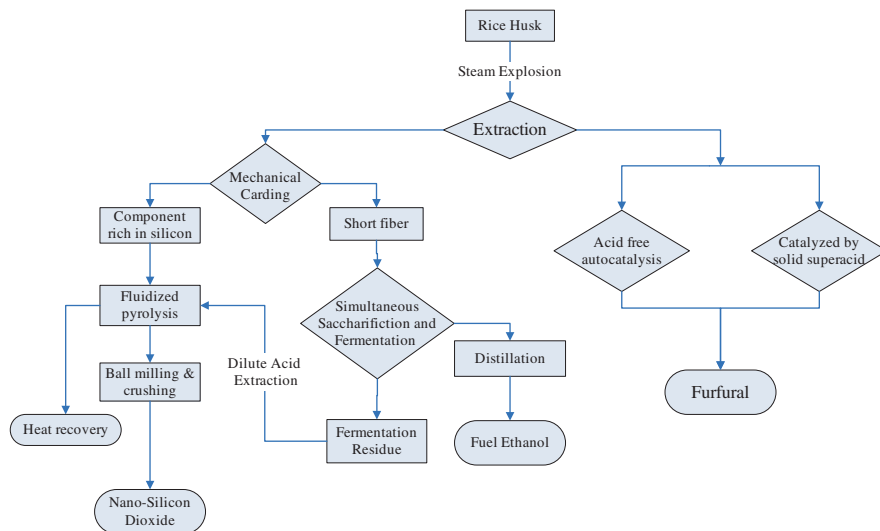 Rice Husk
Steam Explosion
Extraction
Mechanical
Carding
Component
rich in silicon
Short fiber
Acid free
autocatalysis
Catalyzed by
solid superacid
Fluidized
pyrolysis
Simultaneous
Saccharifiction and
Fermentation
Dilute Acid
Extraction
Distillation
Ball milling &
crushing
Furfural
Heat recovery
Fermentation
Residue
Fuel Ethanol
Nano-Silicon
Dioxide